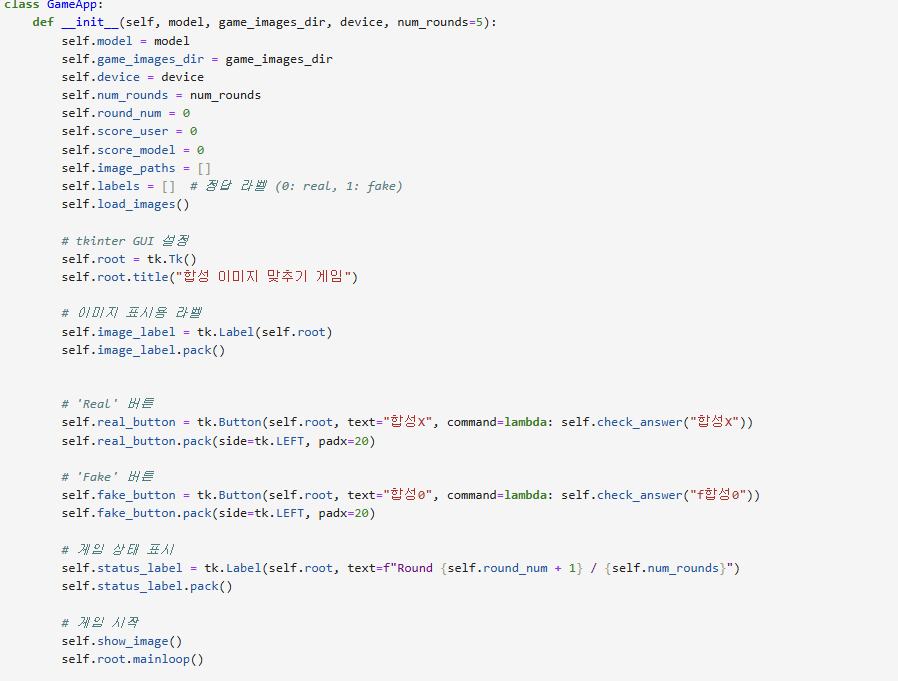 class GameApp:
    def __init__(self, model, game_images_dir, device, num_rounds=5):
        self.model = model
        self.game_images_dir = game_images_dir
        self.device = device
        self.num_rounds = num_rounds
        self.round_num = 0
        self.score_user = 0
        self.score_model = 0
        self.image_paths = []
        self.labels = []  # 정답 라벨 (0: real, 1: fake)
        self.load_images()

        # tkinter GUI 설정
        self.root = tk.Tk()
        self.root.title("합성 이미지 맞추기 게임")

        # 이미지 표시용 라벨
        self.image_label = tk.Label(self.root)
        self.image_label.pack()

        # 'Real' 버튼
        self.real_button = tk.Button(self.root, text="합성X", command=lambda: self.check_answer("합성X"))
        self.real_button.pack(side=tk.LEFT, padx=20)

        # 'Fake' 버튼
        self.fake_button = tk.Button(self.root, text="합성0", command=lambda: self.check_answer("f합성0"))
        self.fake_button.pack(side=tk.LEFT, padx=20)

        # 게임 상태 표시
        self.status_label = tk.Label(self.root, text=f"Round {self.round_num + 1} / {self.num_rounds}")
        self.status_label.pack()

        # 게임 시작
        self.show_image()
        self.root.mainloop()